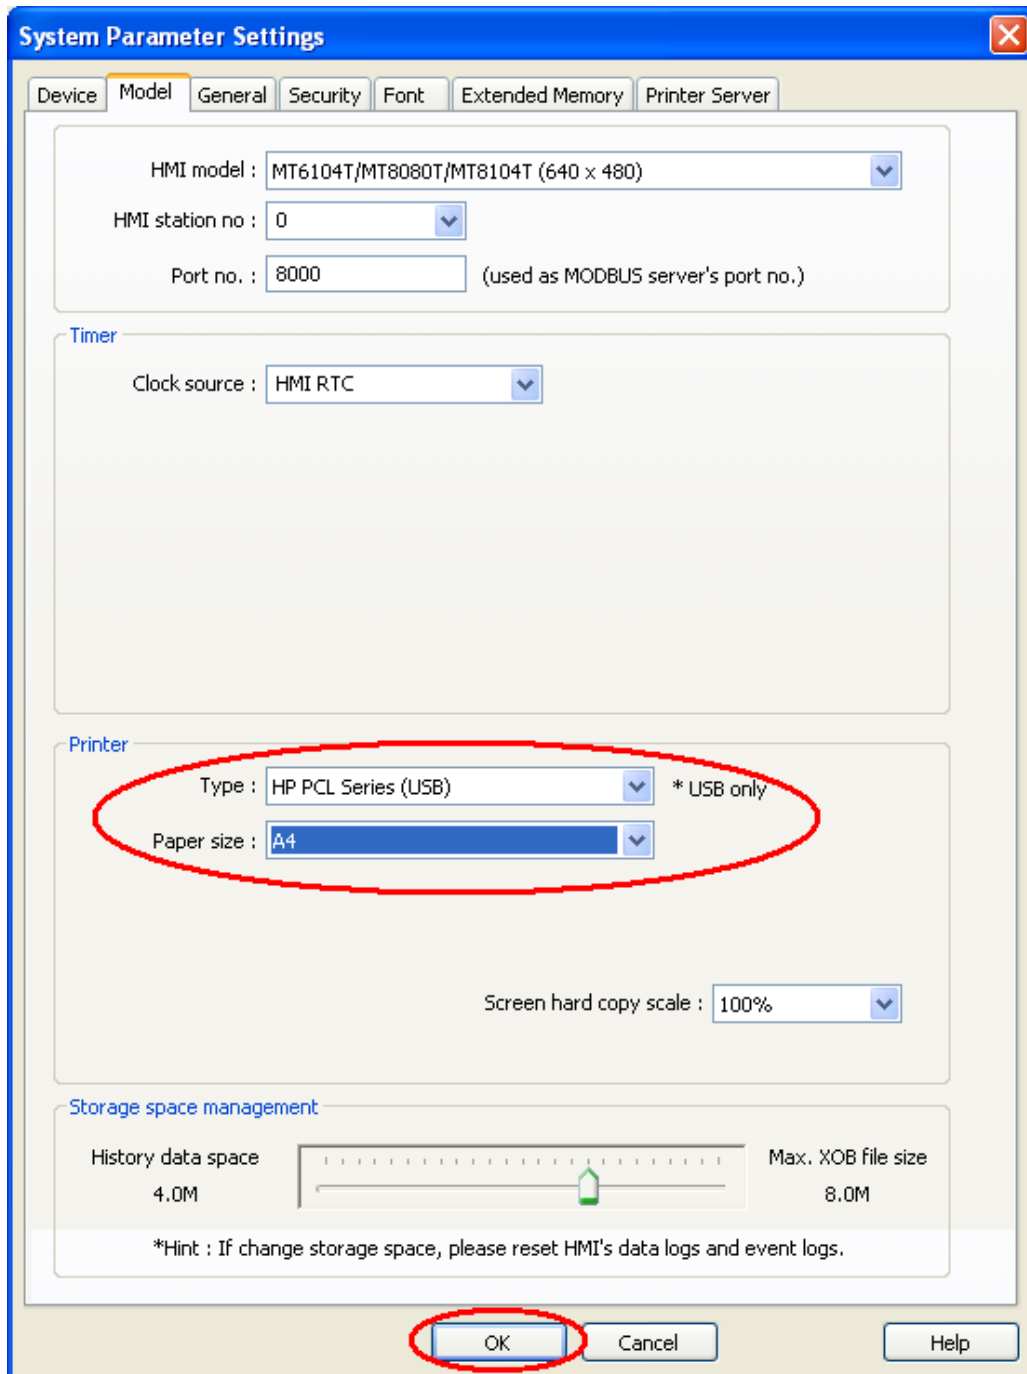 System Parameter Settings
Device Model General Security Font Extended Memory Printer Server
HMI model : MT6104T/MT8080T/MT8104T (640 x 480)
HMI station no : 0
Port no. : 8000 (used as MODBUS server's port no.)
Timer
Clock source : HMI RTC
Printer
Type : HP PCL Series (USB) * USB only
Paper size : A4
Screen hard copy scale : 100%
Storage space management
History data space Max. XOB file size
4.0M 8.0M
*Hint : If change storage space, please reset HMI's data logs and event logs.
OK Cancel Help